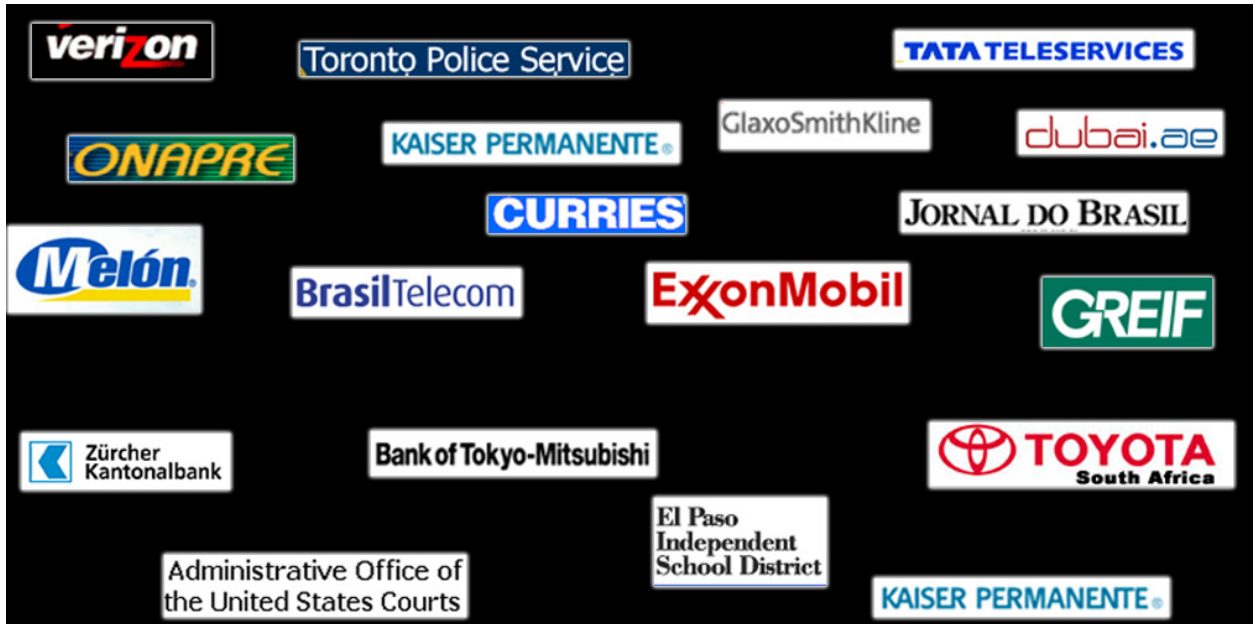 verizon
Toronto Police Service
TATA TELESERVICES
GlaxoSmithKline
dubai.ae
ONAPRE
KAISER PERMANENTE®
CURRIES
JORNAL DO BRASIL
Melón®
BrasilTelecom
ExxonMobil
GREIF
Zürcher
Kantonalbank
Bank of Tokyo-Mitsubishi
TOYOTA
South Africa
El Paso
Independent
School District
Administrative Office of
the United States Courts
KAISER PERMANENTE®